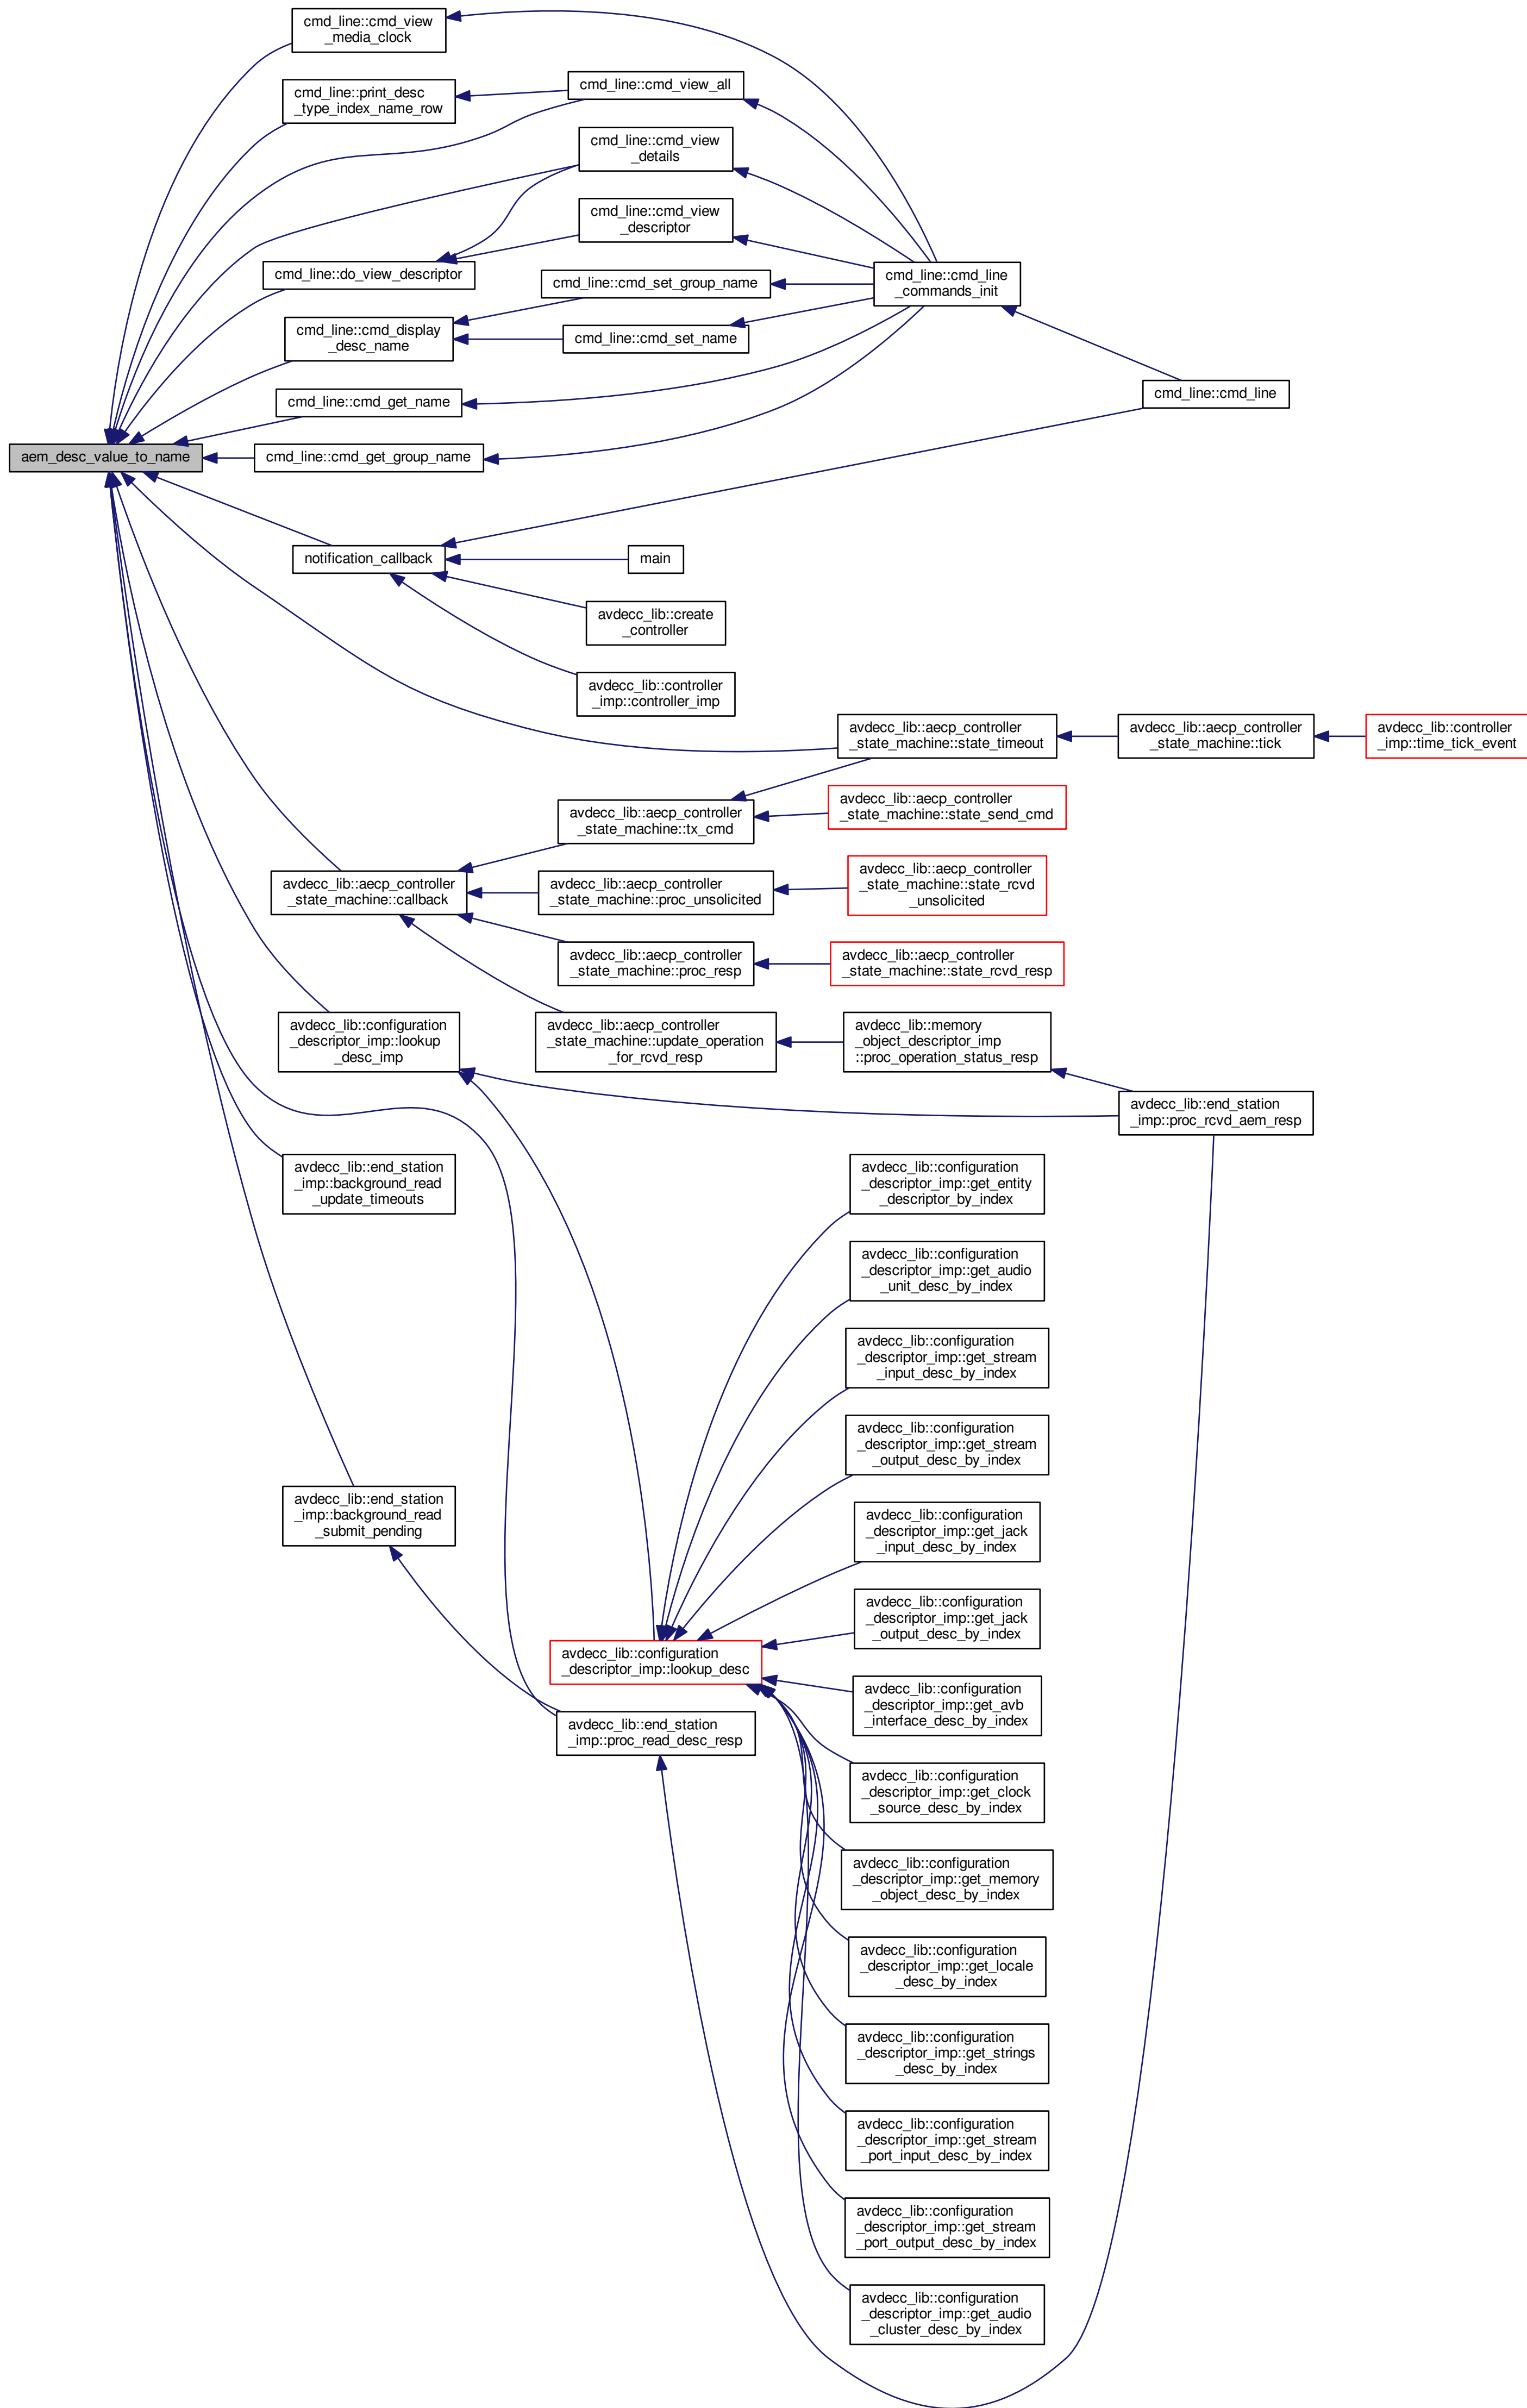 cmd_line::cmd_view
_media_clock
cmd_line::print_desc
_type_index_name_row
cmd_line::cmd_view_all
cmd_line::cmd_view
_details
cmd_line::cmd_view
_descriptor
cmd_line::do_view_descriptor
cmd_line::cmd_set_group_name
cmd_line::cmd_line
_commands_init
cmd_line::cmd_display
_desc_name
cmd_line::cmd_set_name
cmd_line::cmd_get_name
cmd_line::cmd_line
aem_desc_value_to_name
cmd_line::cmd_get_group_name
notification_callback
main
avdecc_lib::create
_controller
avdecc_lib::controller
_imp::controller_imp
avdecc_lib::aecp_controller
_state_machine::state_timeout
avdecc_lib::aecp_controller
_state_machine::tick
avdecc_lib::controller
_imp::time_tick_event
avdecc_lib::aecp_controller
_state_machine::tx_cmd
avdecc_lib::aecp_controller
_state_machine::state_send_cmd
avdecc_lib::aecp_controller
_state_machine::callback
avdecc_lib::aecp_controller
_state_machine::proc_unsolicited
avdecc_lib::aecp_controller
_state_machine::state_rcvd
_unsolicited
avdecc_lib::aecp_controller
_state_machine::proc_resp
avdecc_lib::aecp_controller
_state_machine::state_rcvd_resp
avdecc_lib::configuration
_descriptor_imp::lookup
_desc_imp
avdecc_lib::aecp_controller
_state_machine::update_operation
_for_rcvd_resp
avdecc_lib::memory
_object_descriptor_imp
::proc_operation_status_resp
avdecc_lib::end_station
_imp::proc_rcvd_aem_resp
avdecc_lib::end_station
_imp::background_read
_update_timeouts
avdecc_lib::configuration
_descriptor_imp::get_entity
_descriptor_by_index
avdecc_lib::configuration
_descriptor_imp::get_audio
_unit_desc_by_index
avdecc_lib::configuration
_descriptor_imp::get_stream
_input_desc_by_index
avdecc_lib::configuration
_descriptor_imp::get_stream
_output_desc_by_index
avdecc_lib::end_station
_imp::background_read
_submit_pending
avdecc_lib::configuration
_descriptor_imp::get_jack
_input_desc_by_index
avdecc_lib::configuration
_descriptor_imp::get_jack
_output_desc_by_index
avdecc_lib::configuration
_descriptor_imp::lookup_desc
avdecc_lib::configuration
_descriptor_imp::get_avb
_interface_desc_by_index
avdecc_lib::end_station
_imp::proc_read_desc_resp
avdecc_lib::configuration
_descriptor_imp::get_clock
_source_desc_by_index
avdecc_lib::configuration
_descriptor_imp::get_memory
_object_desc_by_index
avdecc_lib::configuration
_descriptor_imp::get_locale
_desc_by_index
avdecc_lib::configuration
_descriptor_imp::get_strings
_desc_by_index
avdecc_lib::configuration
_descriptor_imp::get_stream
_port_input_desc_by_index
avdecc_lib::configuration
_descriptor_imp::get_stream
_port_output_desc_by_index
avdecc_lib::configuration
_descriptor_imp::get_audio
_cluster_desc_by_index